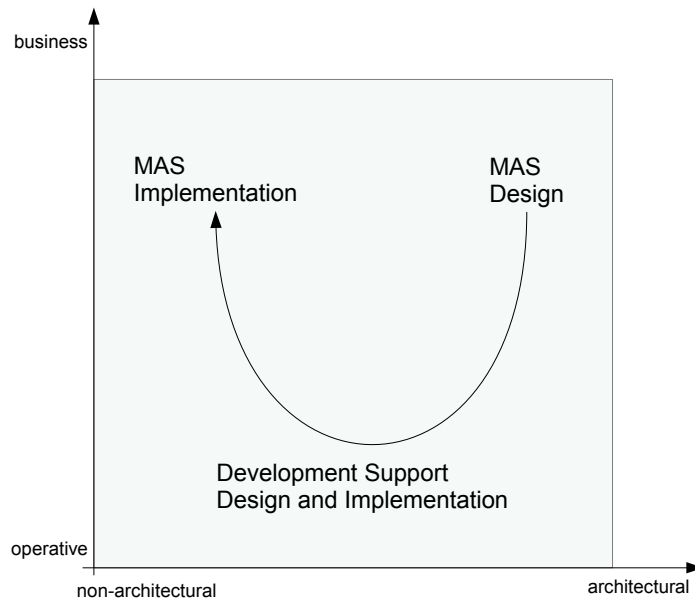 business
MAS
Implementation
MAS
Design
Development Support
Design and Implementation
operative
non-architectural
architectural